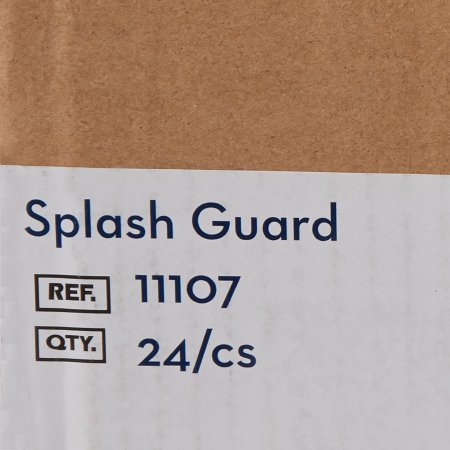 Splash Guard
REF. 11107
QTY. 24/cs